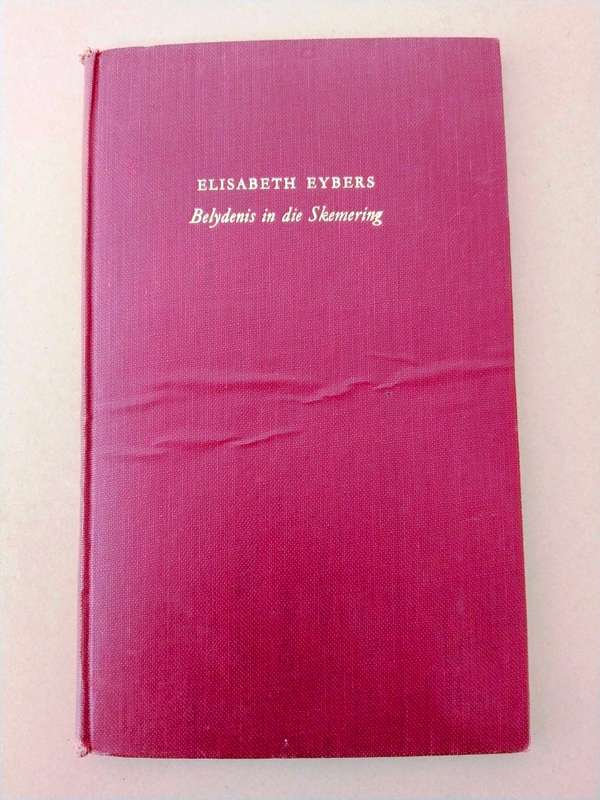 ELISABETH EYBERS
Belydenis in die Skemering